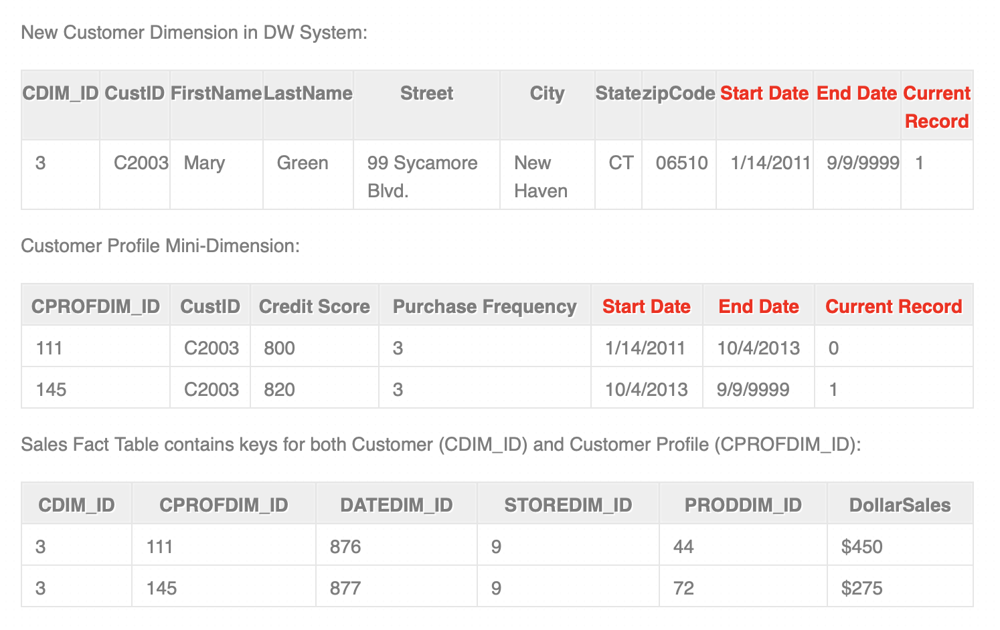 New Customer Dimension in DW System:
CDIM_ID CustID FirstName LastName Street City State zipCode Start Date End Date Current
Record
3 C2003 Mary Green 99 Sycamore New CT 06510 1/14/2011 9/9/9999 1
Blvd. Haven
Customer Profile Mini-Dimension:
CPROFDIM_ID CustID Credit Score Purchase Frequency Start Date End Date Current Record
111 C2003 800 3 1/14/2011 10/4/2013 0
145 C2003 820 3 10/4/2013 9/9/9999 1
Sales Fact Table contains keys for both Customer (CDIM_ID) and Customer Profile (CPROFDIM_ID):
CDIM_ID CPROFDIM_ID DATEDIM_ID STOREDIM_ID PRODDIM_ID DollarSales
3 111 876 9 44 $450
3 145 877 9 72 $275